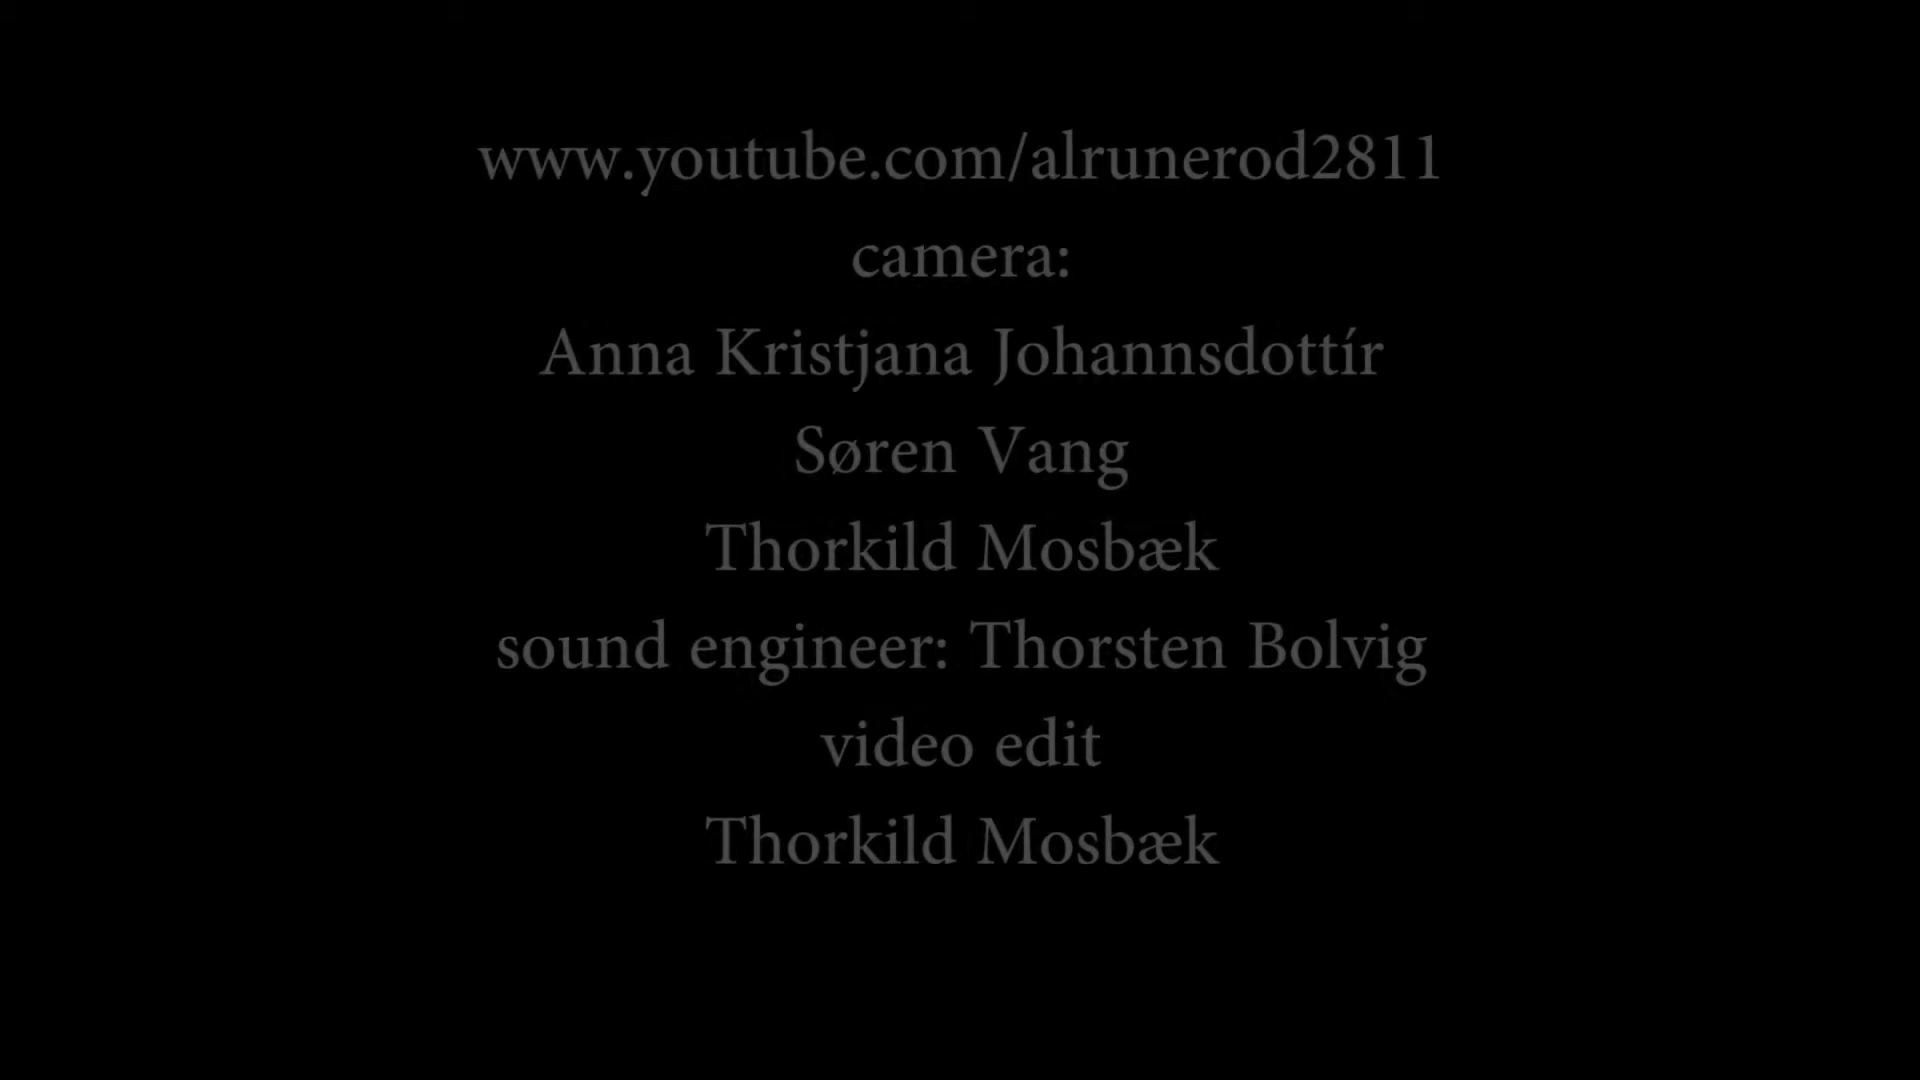 www.youtube.com/alrunerod2811
camera:
Anna Kristjana Johannsdottír
Søren Vang
Thorkild Mosbæk
sound engineer: Thorsten Bolvig
video edit
Thorkild Mosbæk